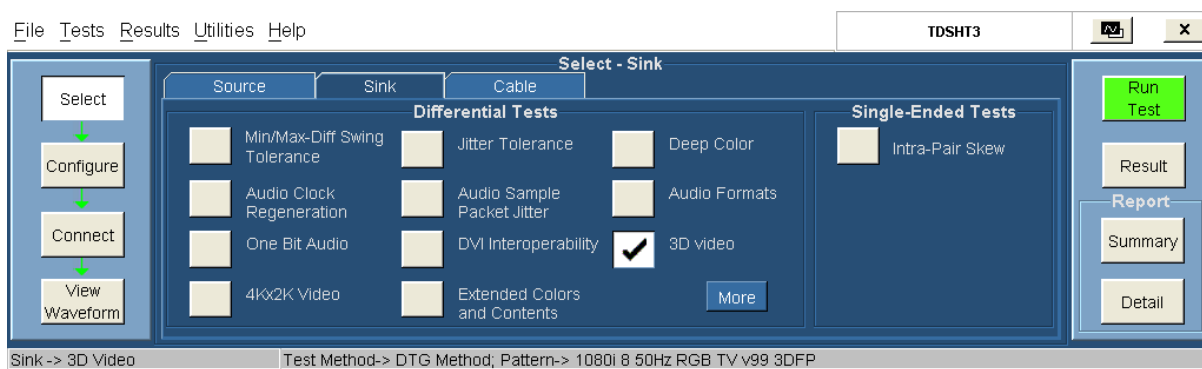 File Tests Results Utilities Help
TDSHT3
X
Select
Configure
Connect
View
Waveform
Select - Sink
Source
Sink
Cable
Differential Tests
Min/Max-Diff Swing
Tolerance
Jitter Tolerance
Deep Color
Audio Clock
Regeneration
Audio Sample
Packet Jitter
Audio Formats
One Bit Audio
DVI Interoperability
3D video
4Kx2K Video
Extended Colors
and Contents
More
Single-Ended Tests
Intra-Pair Skew
Run
Test
Result
Report
Summary
Detail
Sink -> 3D Video
Test Method-> DTG Method; Pattern-> 1080i 8 50Hz RGB TV v99 3DFP